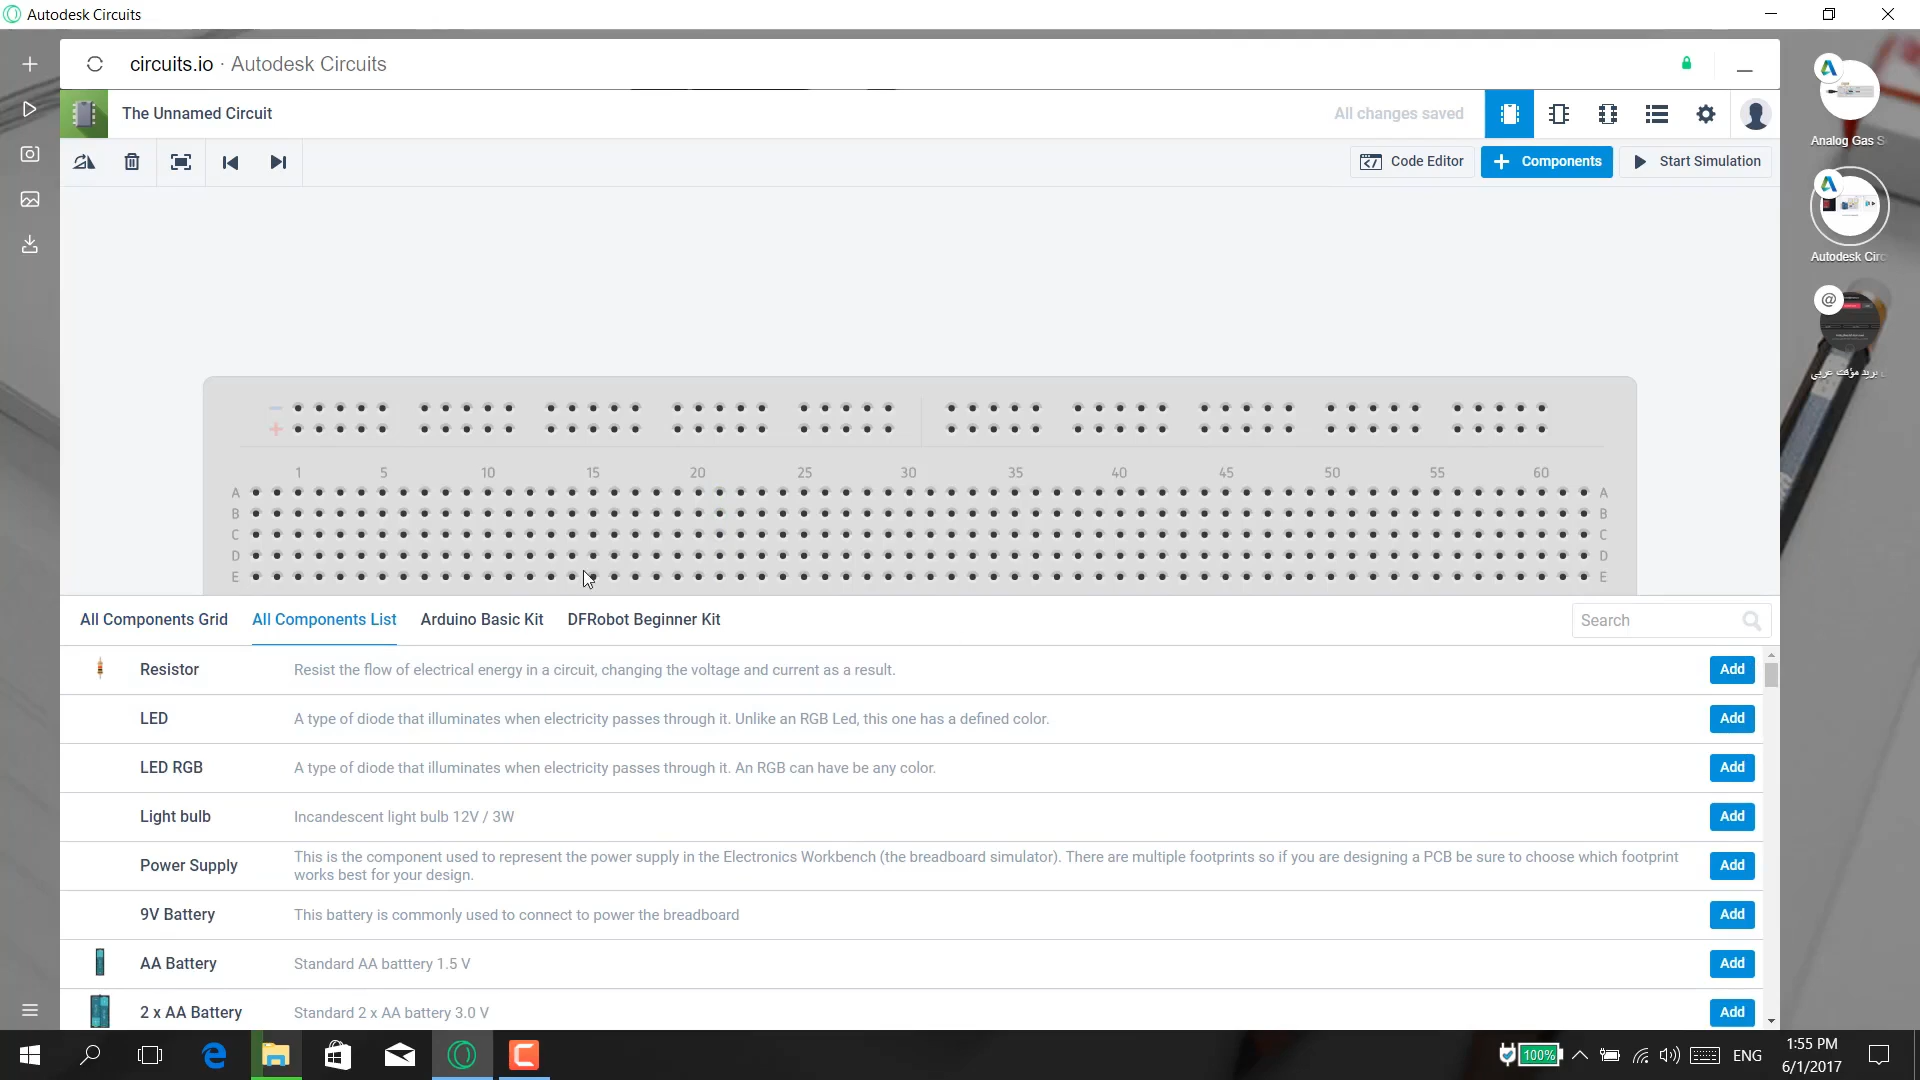 Autodesk Circuits
circuits.io · Autodesk Circuits
The Unnamed Circuit
All changes saved
Code Editor
Components
Start Simulation
Analog Gas S
Autodesk Circ
@
بريد مؤقت عربي
1 5 10 15 20 25 30 35 40 45 50 55 60
A A
B B
C C
D D
E E
All Components Grid
All Components List
Arduino Basic Kit
DFRobot Beginner Kit
Search
Resistor
Resist the flow of electrical energy in a circuit, changing the voltage and current as a result.
Add
LED
A type of diode that illuminates when electricity passes through it. Unlike an RGB Led, this one has a defined color.
Add
LED RGB
A type of diode that illuminates when electricity passes through it. An RGB can have be any color.
Add
Light bulb
Incandescent light bulb 12V / 3W
Add
Power Supply
This is the component used to represent the power supply in the Electronics Workbench (the breadboard simulator). There are multiple footprints so if you are designing a PCB be sure to choose which footprint
works best for your design.
Add
9V Battery
This battery is commonly used to connect to power the breadboard
Add
AA Battery
Standard AA batttery 1.5 V
Add
2 x AA Battery
Standard 2 x AA battery 3.0 V
Add
100%
ENG
1:55 PM
6/1/2017